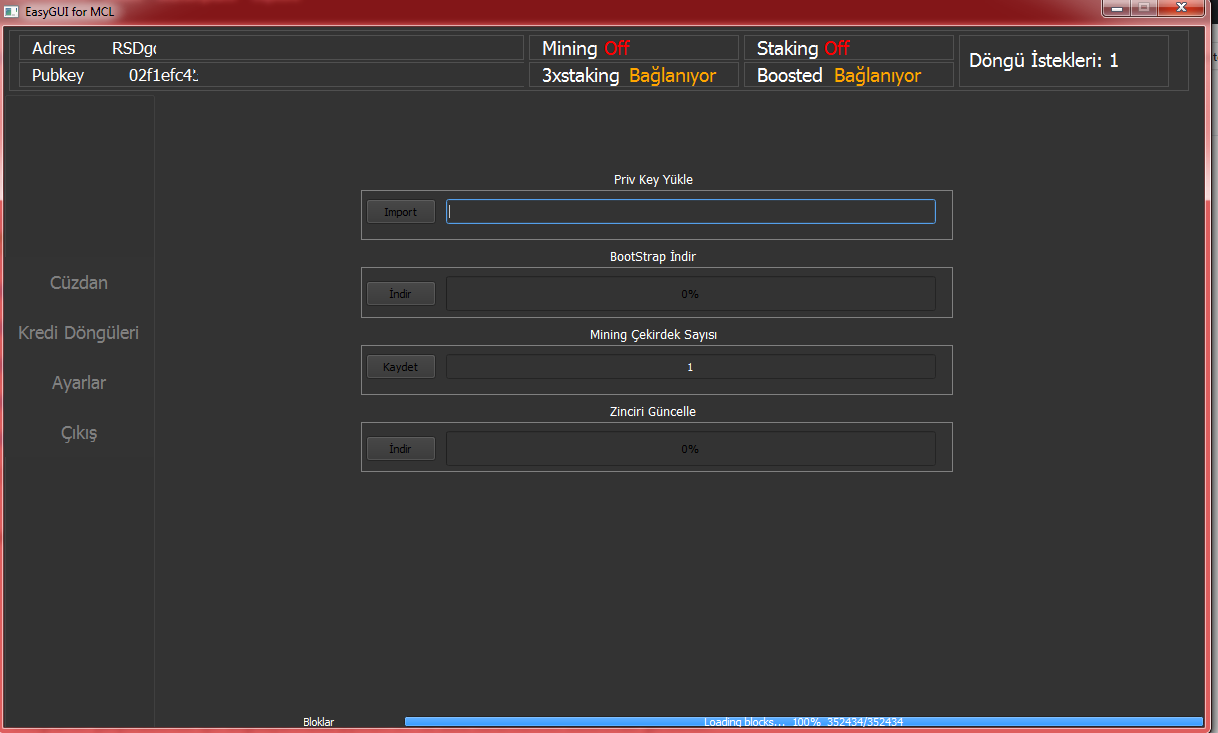 EasyGUI for MCL
Adres RSDg
Mining Off
Staking Off
Döngü İstekleri: 1
Pubkey 02f1efc4
3xstaking Bağlanıyor
Boosted Bağlanıyor
Priv Key Yükle
Import
BootStrap İndir
İndir 0%
Mining Çekirdek Sayısı
Kaydet 1
Zinciri Güncelle
İndir 0%
Cüzdan
Kredi Döngüleri
Ayarlar
Çıkış
Bloklar Loading blocks... 100% 352434/352434